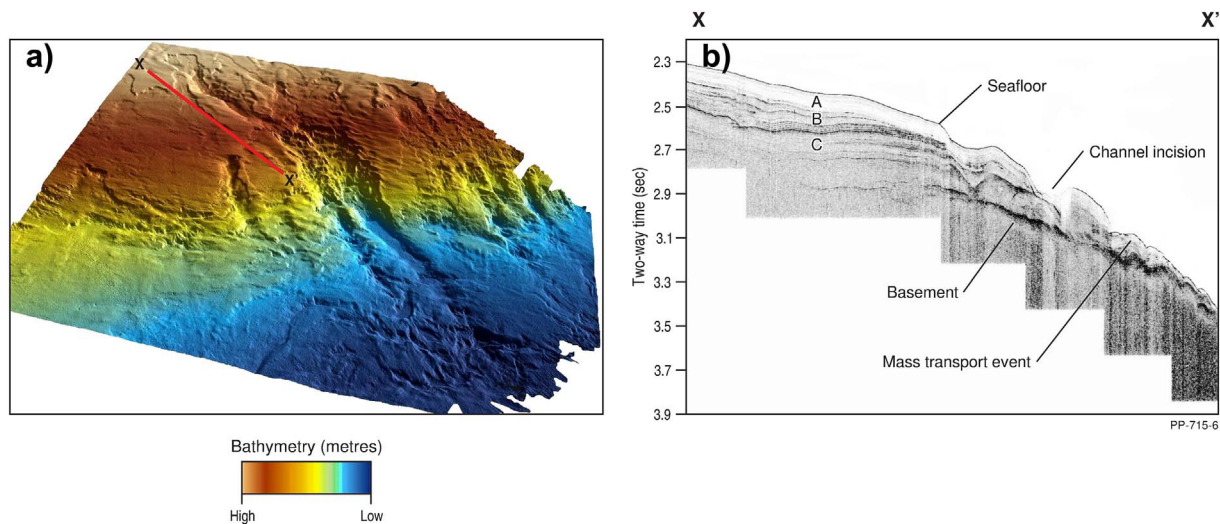 a)
X
X'
Bathymetry (metres)
High Low
X X'
b)
Two-way time (sec)
2.3
2.5
2.7
2.9
3.1
3.3
3.5
3.7
3.9
A
B
C
Seafloor
Channel incision
Basement
Mass transport event
PP-715-6